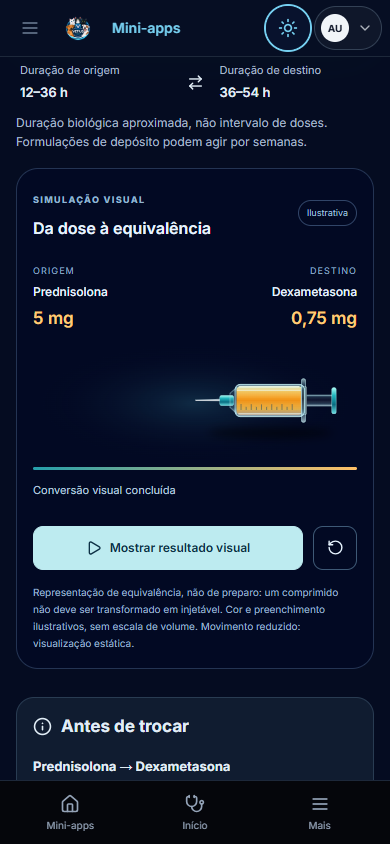 Mini-apps
AU
Duração de origem
12–36 h
Duração de destino
36–54 h
Duração biológica aproximada, não intervalo de doses.
Formulações de depósito podem agir por semanas.
SIMULAÇÃO VISUAL
Da dose à equivalência
Ilustrativa
ORIGEM
DESTINO
Prednisolona
Dexametasona
5 mg
0,75 mg
Conversão visual concluída
Mostrar resultado visual
Representação de equivalência, não de preparo: um comprimido
não deve ser transformado em injetável. Cor e preenchimento
ilustrativos, sem escala de volume. Movimento reduzido:
visualização estática.
Antes de trocar
Prednisolona → Dexametasona
Mini-apps
Início
Mais